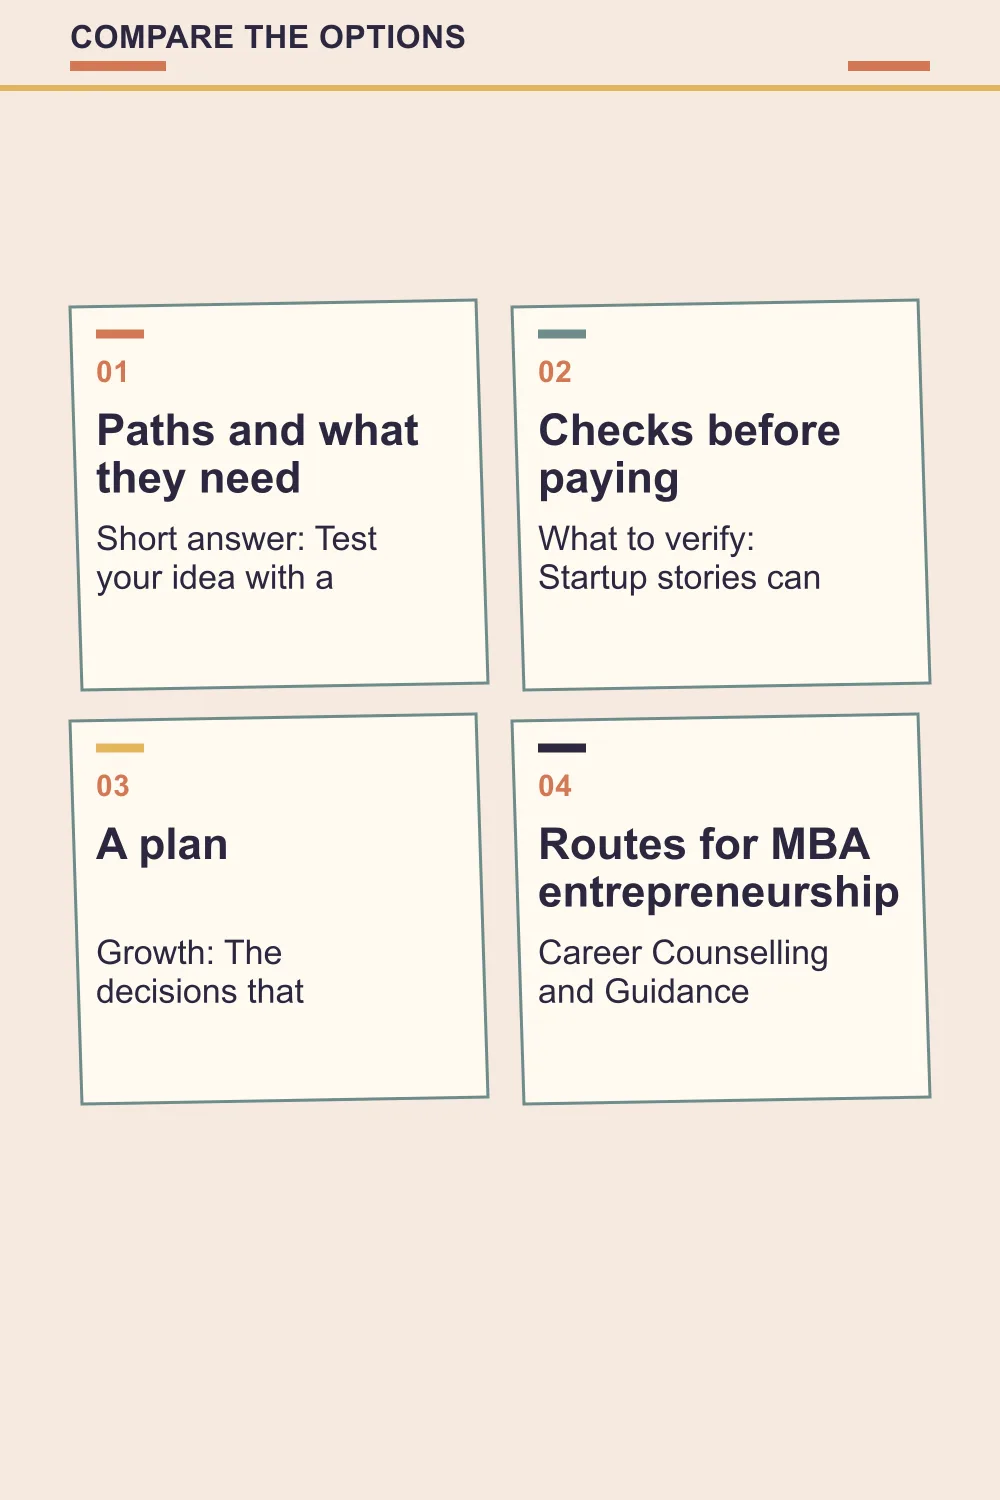 COMPARE THE OPTIONS
01
Paths and what
they need
Short answer: Test
your idea with a
02
Checks before
paying
What to verify:
Startup stories can
03
A plan
Growth: The
decisions that
04
Routes for MBA
entrepreneurship
Career Counselling
and Guidance